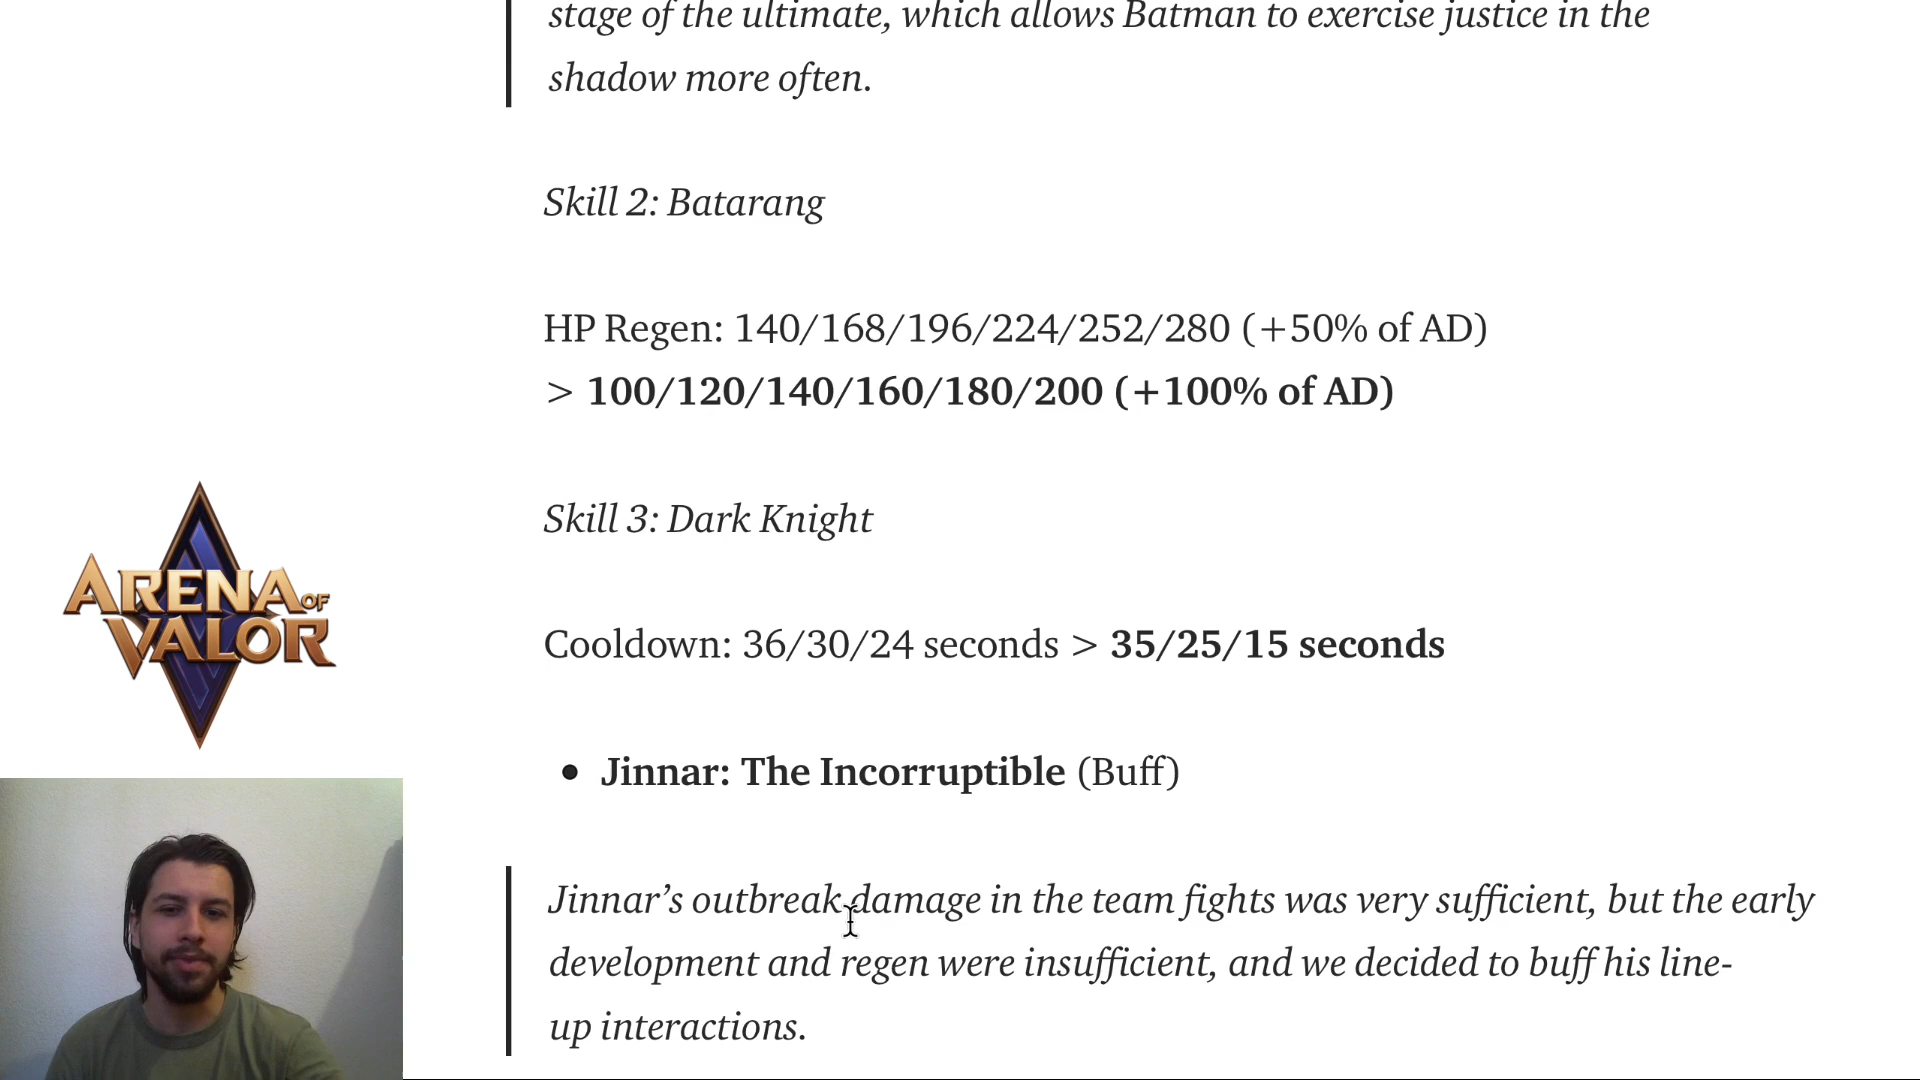 stage of the ultimate, which allows Batman to exercise justice in the
shadow more often.
Skill 2: Batarang
HP Regen: 140/168/196/224/252/280 (+50% of AD)
> 100/120/140/160/180/200 (+100% of AD)
Skill 3: Dark Knight
Cooldown: 36/30/24 seconds > 35/25/15 seconds
ARENA OF
VALOR
• Jinnar: The Incorruptible (Buff)
Jinnar’s outbreak damage in the team fights was very sufficient, but the early
development and regen were insufficient, and we decided to buff his line-
up interactions.